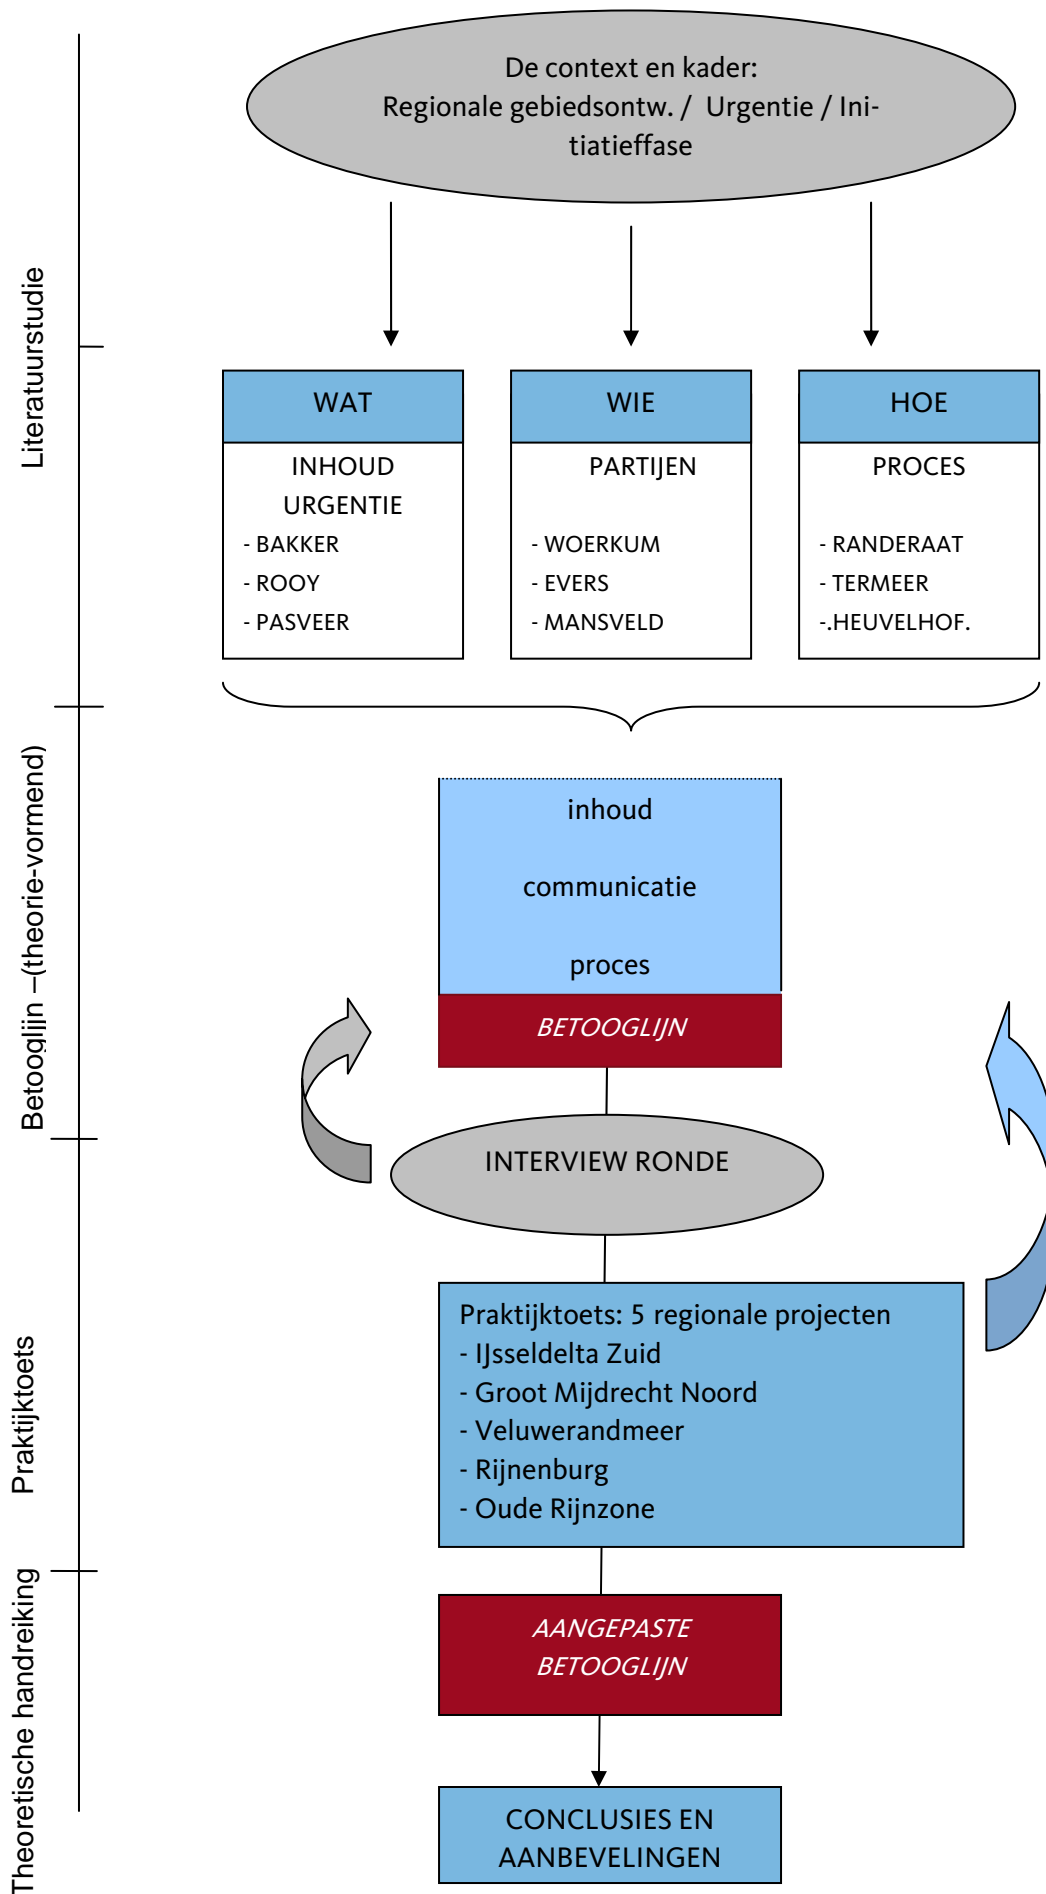 De context en kader:
Regionale gebiedsontw. / Urgentie / Ini-
tiatieffase
Literatuurstudie
WAT
INHOUD
URGENTIE
- BAKKER
- ROOY
- PASVEER
WIE
PARTIJEN
- WOERKUM
- EVERS
- MANSVELD
HOE
PROCES
- RANDERAAT
- TERMEER
-.HEUVELHOF.
Betooglijn –(theorie-vormend)
inhoud
communicatie
proces
BETOOGLIJN
INTERVIEW RONDE
Praktijktoets
Praktijktoets: 5 regionale projecten
- IJsseldelta Zuid
- Groot Mijdrecht Noord
- Veluwerandmeer
- Rijnenburg
- Oude Rijnzone
Theoretische handreiking
AANGEPASTE
BETOOGLIJN
CONCLUSIES EN
AANBEVELINGEN